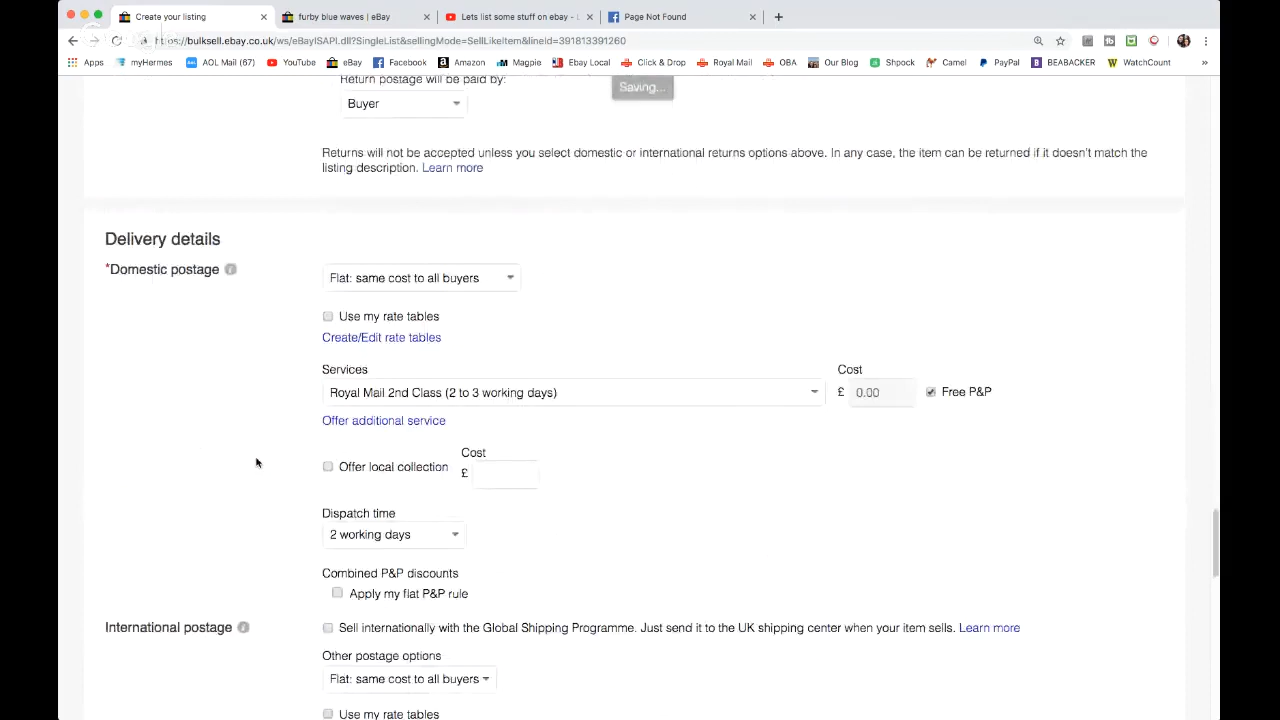 Create your listing
furby blue waves | eBay
Lets list some stuff on ebay - L
Page Not Found
https://bulksell.ebay.co.uk/ws/eBayISAPI.dll?SingleList&sellingMode=SellLikeItem&lineId=391813391260
Apps myHermes AOL Mail (67) YouTube eBay Facebook Amazon Magpie Ebay Local Click & Drop Royal Mail OBA Our Blog Shpock Camel PayPal BEABACKER WatchCount »
Return postage will be paid by:
Saving...
Buyer
Returns will not be accepted unless you select domestic or international returns options above. In any case, the item can be returned if it doesn't match the
listing description. Learn more
Delivery details
*Domestic postage
Flat: same cost to all buyers
Use my rate tables
Create/Edit rate tables
Services Cost
Royal Mail 2nd Class (2 to 3 working days) £ 0.00 Free P&P
Offer additional service
Cost
Offer local collection
£
Dispatch time
2 working days
Combined P&P discounts
Apply my flat P&P rule
International postage Sell internationally with the Global Shipping Programme. Just send it to the UK shipping center when your item sells. Learn more
Other postage options
Flat: same cost to all buyers
Use my rate tables